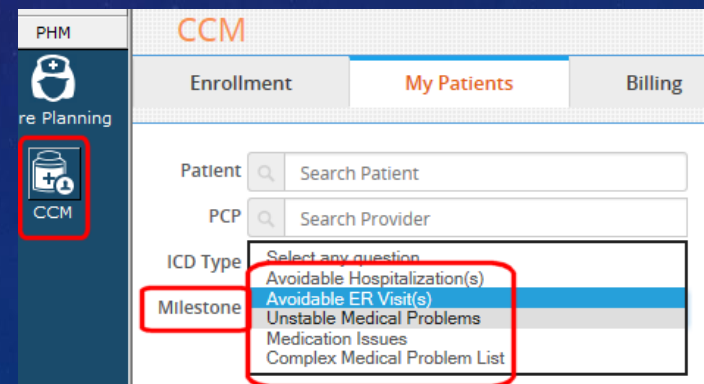 PHM
CCM
Enrollment
My Patients
Billing
re Planning
CCM
Patient
Search Patient
PCP
Search Provider
ICD Type
Select any question
Avoidable Hospitalization(s)
Milestone
Avoidable ER Visit(s)
Unstable Medical Problems
Medication Issues
Complex Medical Problem List